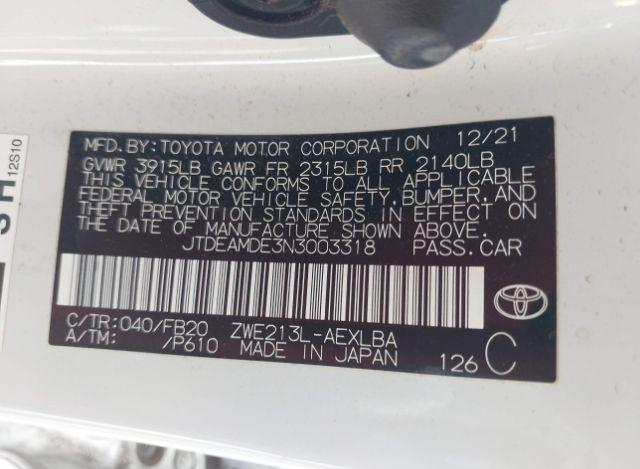 MFD.BY:TOYOTA MOTOR CORPORATION 12/21
GVWR 3915LB GAWR FR 2315LB RR 2140LB
THIS VEHICLE CONFORMS TO ALL APPLICABLE
FEDERAL MOTOR VEHICLE SAFETY,BUMPER,AND
THEFT PREVENTION STANDARDS IN EFFECT ON
THE DATE OF MANUFACTURE SHOWN ABOVE.
JTDEAMDE3N3003318 PASS.CAR
C/TR:040/FB20 ZWE213L-AEXLBA
A/TM: /P610 MADE IN JAPAN 126 C
12S10